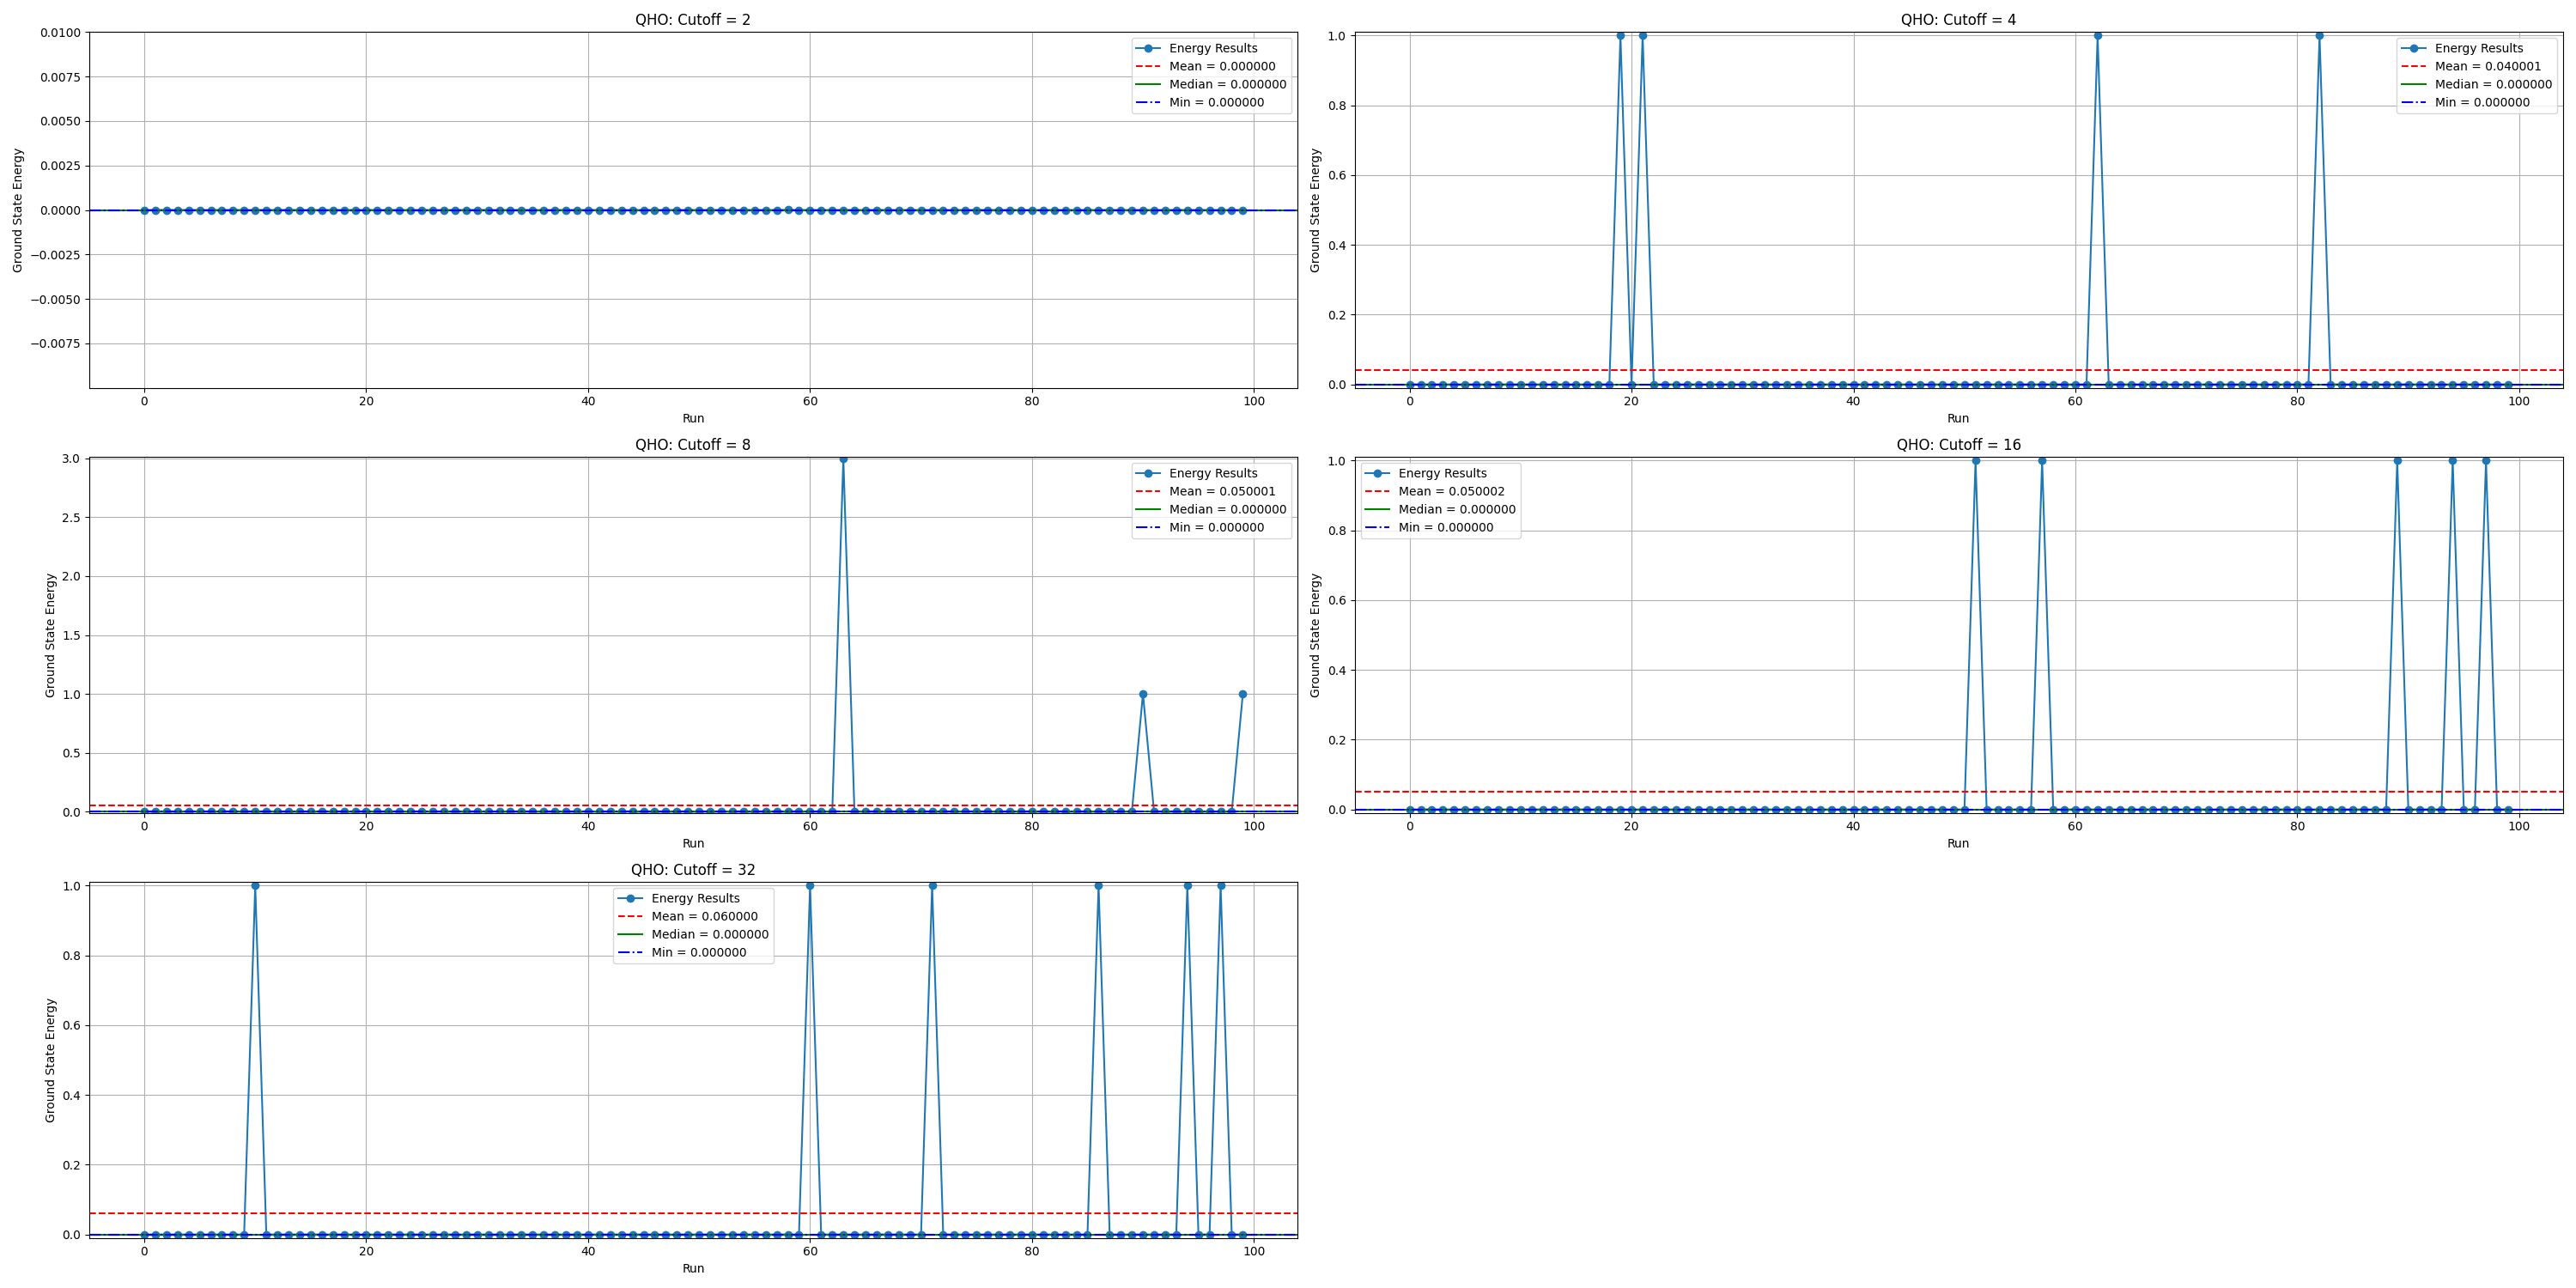 QHO: Cutoff = 2
0.0100
0.0075
0.0050
0.0025
0.0000
−0.0025
−0.0050
−0.0075
Ground State Energy
Energy Results
Mean = 0.000000
Median = 0.000000
Min = 0.000000
0 20 40 60 80 100
Run
QHO: Cutoff = 4
1.0
0.8
0.6
0.4
0.2
0.0
Ground State Energy
Energy Results
Mean = 0.040001
Median = 0.000000
Min = 0.000000
0 20 40 60 80 100
Run
QHO: Cutoff = 8
3.0
2.5
2.0
1.5
1.0
0.5
0.0
Ground State Energy
Energy Results
Mean = 0.050001
Median = 0.000000
Min = 0.000000
0 20 40 60 80 100
Run
QHO: Cutoff = 16
1.0
0.8
0.6
0.4
0.2
0.0
Ground State Energy
Energy Results
Mean = 0.050002
Median = 0.000000
Min = 0.000000
0 20 40 60 80 100
Run
QHO: Cutoff = 32
1.0
0.8
0.6
0.4
0.2
0.0
Ground State Energy
Energy Results
Mean = 0.060000
Median = 0.000000
Min = 0.000000
0 20 40 60 80 100
Run